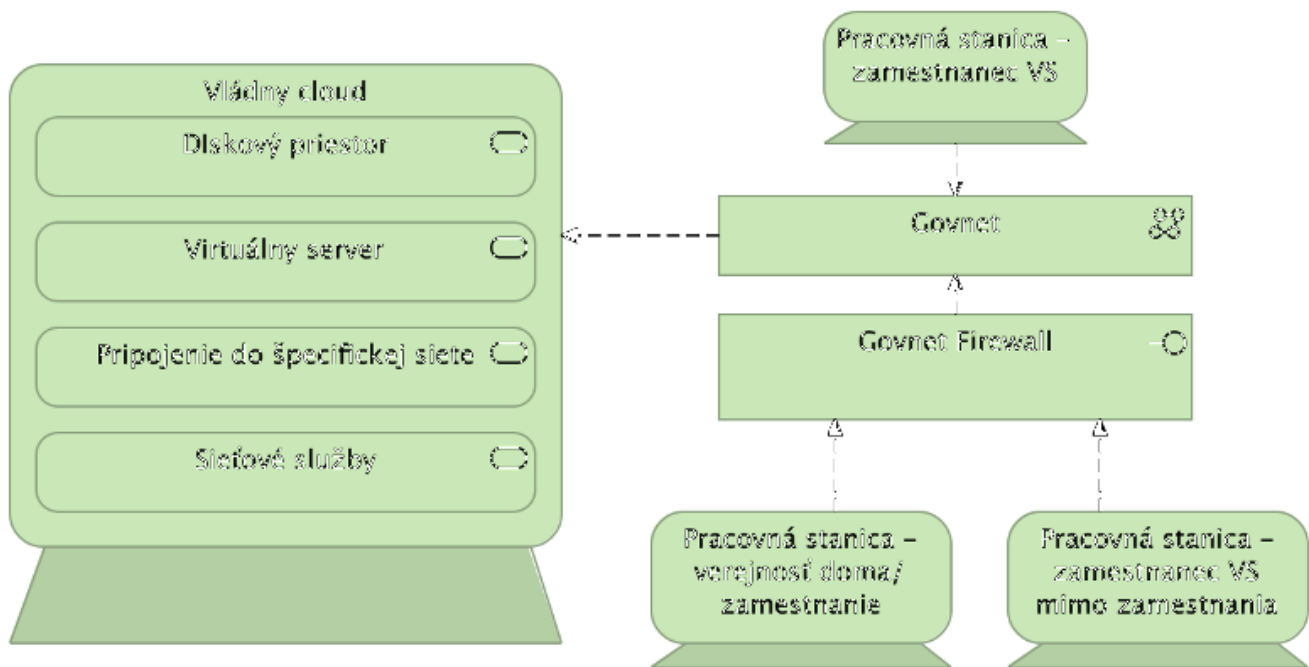 Vládny cloud
Diskový priestor
Virtuálny server
Pripojenie do špecifickej siete
Sieťové služby
Pracovná stanica –
zamestnanec VS
Govnet
Govnet Firewall
Pracovná stanica –
verejnosť doma/
zamestnanie
Pracovná stanica –
zamestnanec VS
mimo zamestnania